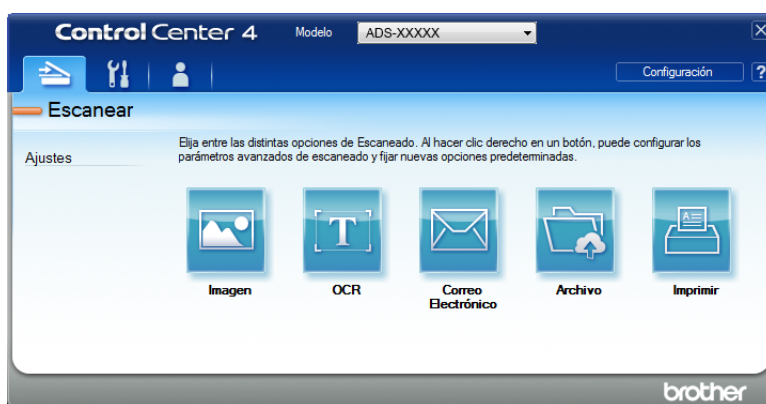 Control Center 4
Modelo
ADS-XXXXX
Configuración
?
Escanear
Ajustes
Elija entre las distintas opciones de Escaneado. Al hacer clic derecho en un botón, puede configurar los
parámetros avanzados de escaneado y fijar nuevas opciones predeterminadas.
T
A
Imagen
OCR
Correo
Electrónico
Archivo
Imprimir
brother